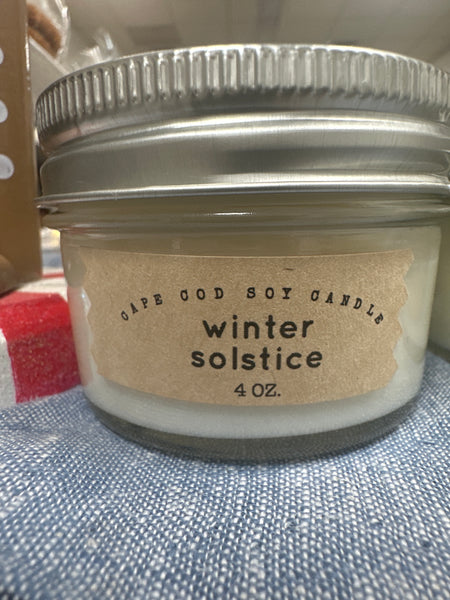 CAPE COD SOY CANDLE
winter
solstice
4 OZ.